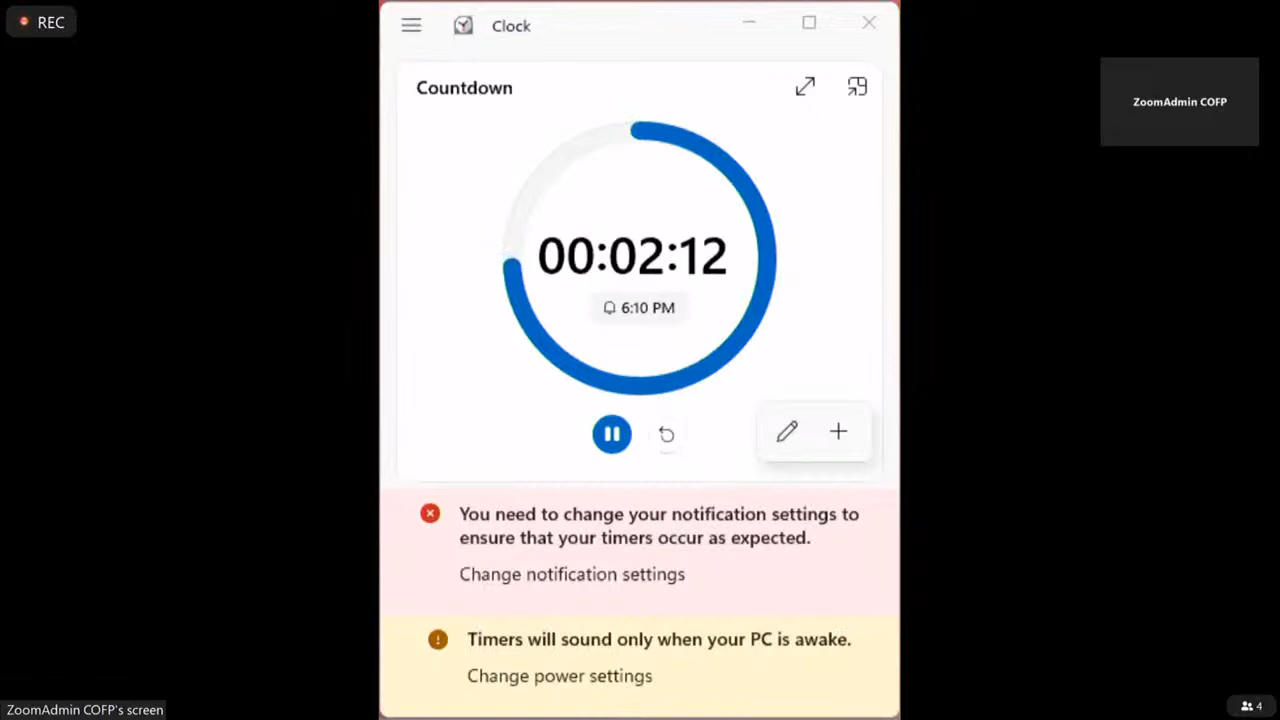 REC
Clock
ZoomAdmin COFP
Countdown
00:02:12
6:10 PM
You need to change your notification settings to
ensure that your timers occur as expected.
Change notification settings
Timers will sound only when your PC is awake.
Change power settings
ZoomAdmin COFP's screen
4